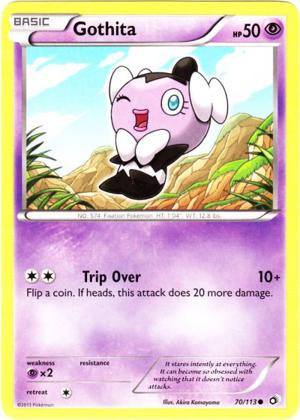 BASIC
Gothita HP50
NO. 574 Fixation Pokémon HT: 1'04" WT: 12.8 lbs.
Trip Over 10+
Flip a coin. If heads, this attack does 20 more damage.
weakness resistance
×2
retreat
It stares intently at everything.
It can become so obsessed with
watching that it doesn't notice
attacks.
©2013 Pokémon
Illus. Akira Komayama
70/113